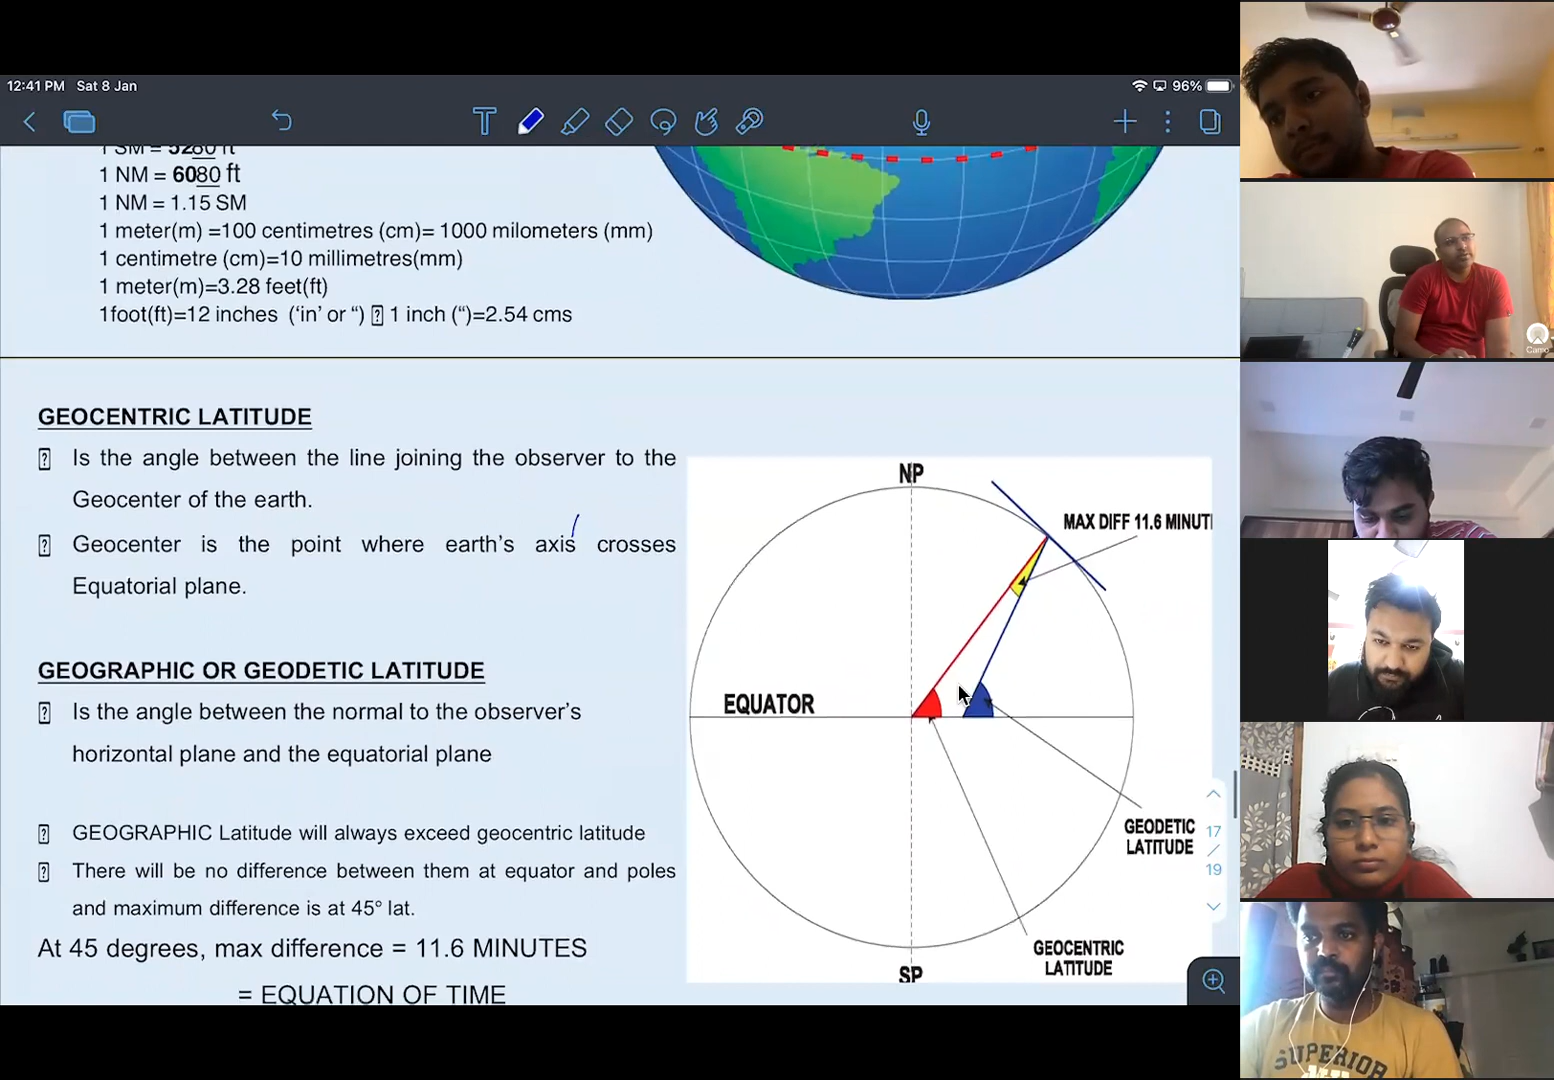 12:41 PM Sat 8 Jan
96%
1 SM = 5280 ft
1 NM = 6080 ft
1 NM = 1.15 SM
1 meter(m) =100 centimetres (cm)= 1000 milometers (mm)
1 centimetre (cm)=10 millimetres(mm)
1 meter(m)=3.28 feet(ft)
1foot(ft)=12 inches (‘in’ or “) 1 inch (“)=2.54 cms
GEOCENTRIC LATITUDE
Is the angle between the line joining the observer to the
Geocenter of the earth.
Geocenter is the point where earth’s axis crosses
Equatorial plane.
GEOGRAPHIC OR GEODETIC LATITUDE
Is the angle between the normal to the observer’s
horizontal plane and the equatorial plane
GEOGRAPHIC Latitude will always exceed geocentric latitude
There will be no difference between them at equator and poles
and maximum difference is at 45° lat.
At 45 degrees, max difference = 11.6 MINUTES
= EQUATION OF TIME
NP
MAX DIFF 11.6 MINUT
EQUATOR
GEODETIC
LATITUDE
GEOCENTRIC
LATITUDE
SP
17
/
19
Camo
SUPERIOR